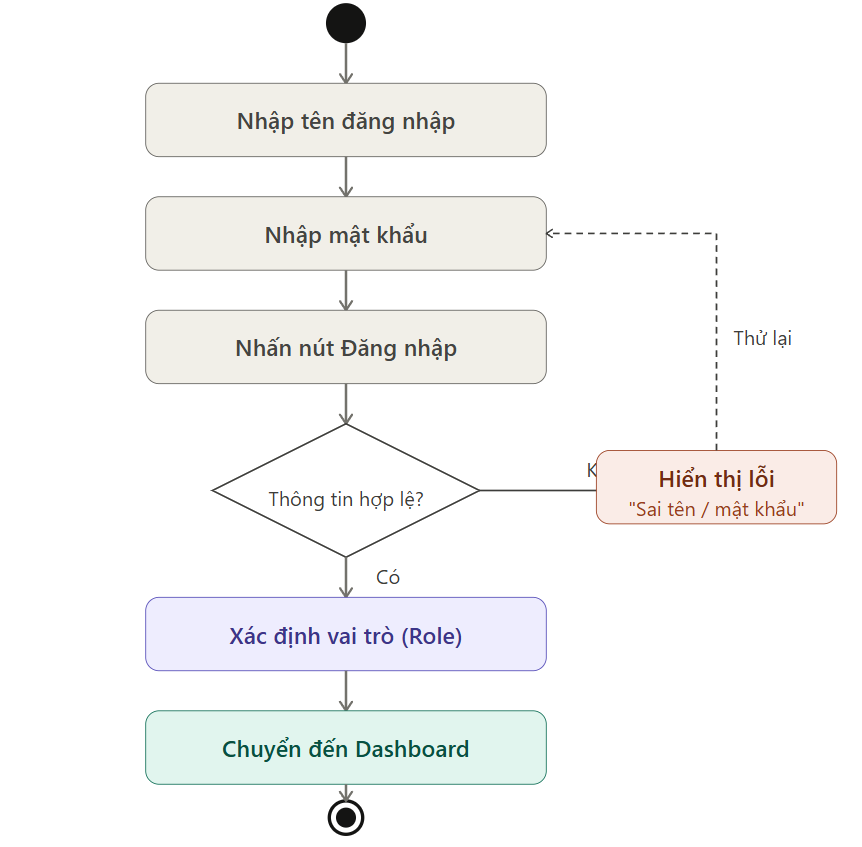 Nhập tên đăng nhập
Nhập mật khẩu
Thử lại
Nhấn nút Đăng nhập
Thông tin hợp lệ?
Hiển thị lỗi
"Sai tên / mật khẩu"
Có
Xác định vai trò (Role)
Chuyển đến Dashboard